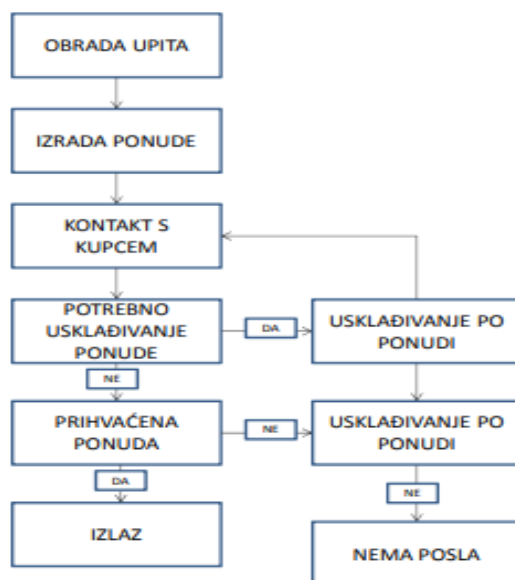 OBRADA UPITA
IZRADA PONUDE
KONTAKT S
KUPCEM
POTREBNO
USKLAĐIVANJE
PONUDE
DA
USKLAĐIVANJE PO
PONUDI
NE
PRIHVAĆENA
PONUDA
NE
USKLAĐIVANJE PO
PONUDI
DA
NE
IZLAZ
NEMA POSLA